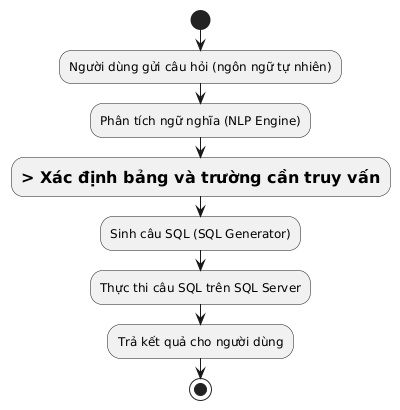 Người dùng gửi câu hỏi (ngôn ngữ tự nhiên)
Phân tích ngữ nghĩa (NLP Engine)
> Xác định bảng và trường cần truy vấn
Sinh câu SQL (SQL Generator)
Thực thi câu SQL trên SQL Server
Trả kết quả cho người dùng